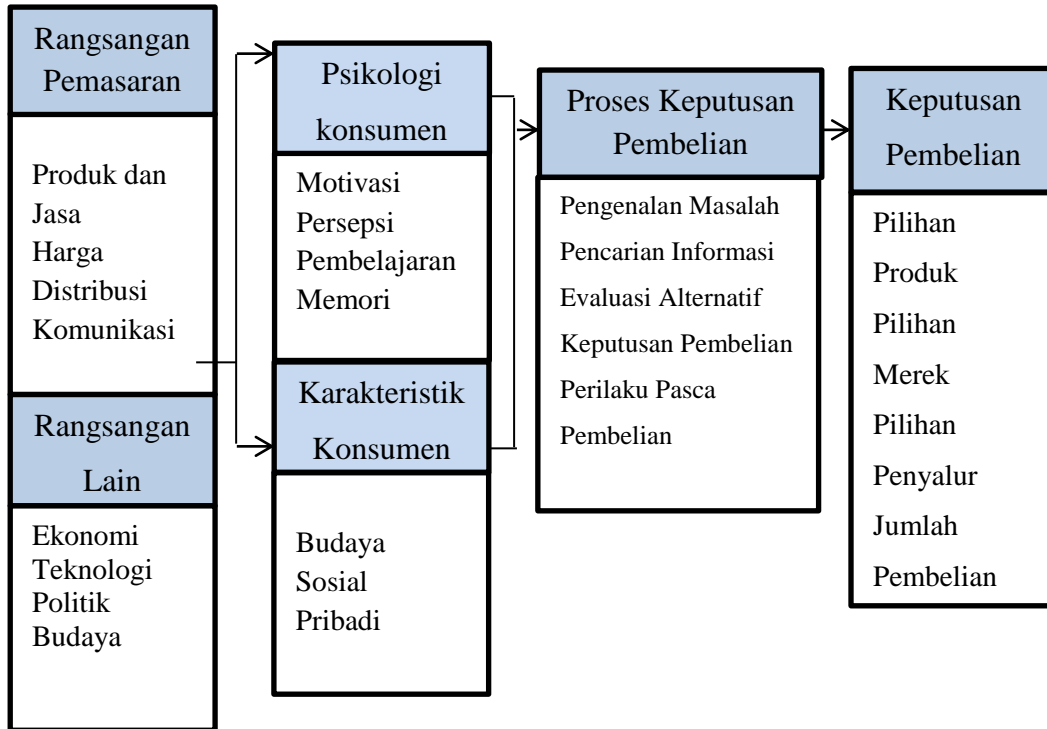 Rangsangan
Pemasaran
Produk dan
Jasa
Harga
Distribusi
Komunikasi
Rangsangan
Lain
Ekonomi
Teknologi
Politik
Budaya
Psikologi
konsumen
Motivasi
Persepsi
Pembelajaran
Memori
Karakteristik
Konsumen
Budaya
Sosial
Pribadi
Proses Keputusan
Pembelian
Pengenalan Masalah
Pencarian Informasi
Evaluasi Alternatif
Keputusan Pembelian
Perilaku Pasca
Pembelian
Keputusan
Pembelian
Pilihan
Produk
Pilihan
Merek
Pilihan
Penyalur
Jumlah
Pembelian